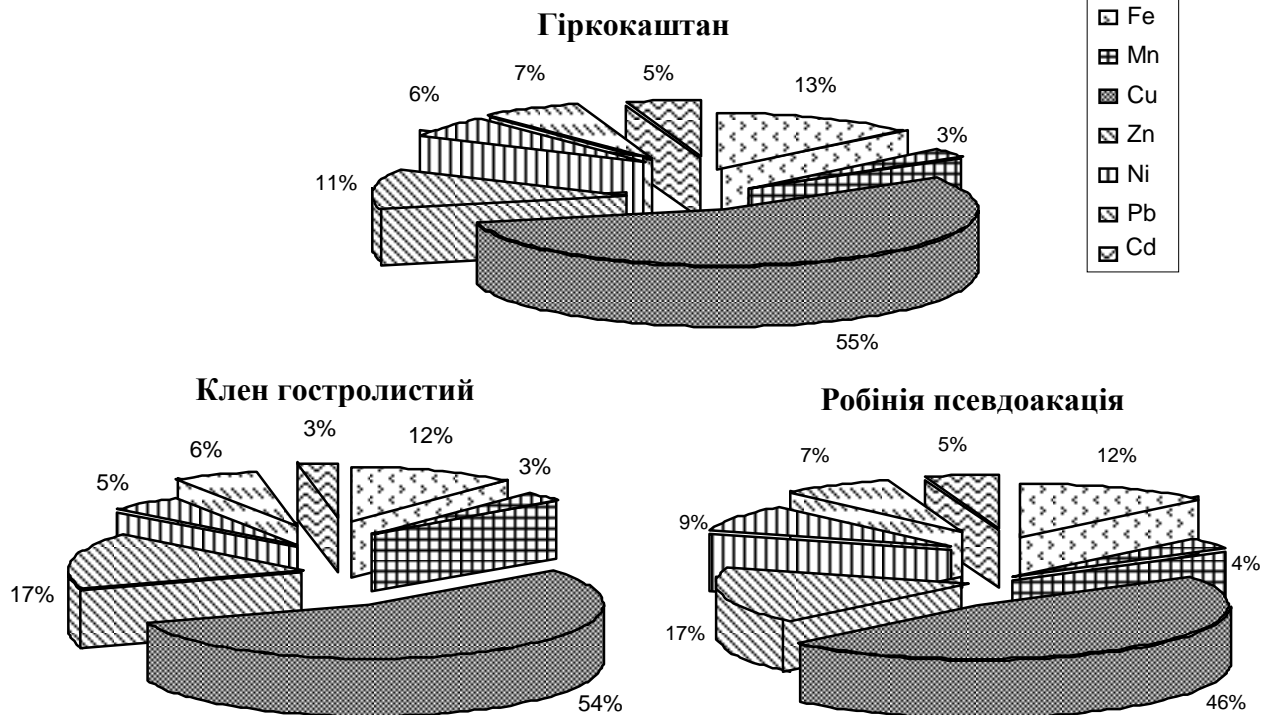 Гіркокаштан
Fe
Mn
Cu
Zn
Ni
Pb
Cd
5%
7%
13%
6%
3%
11%
55%
Клен гостролистий
3%
12%
6%
3%
5%
17%
54%
Робінія псевдоакація
5%
12%
7%
9%
4%
17%
46%